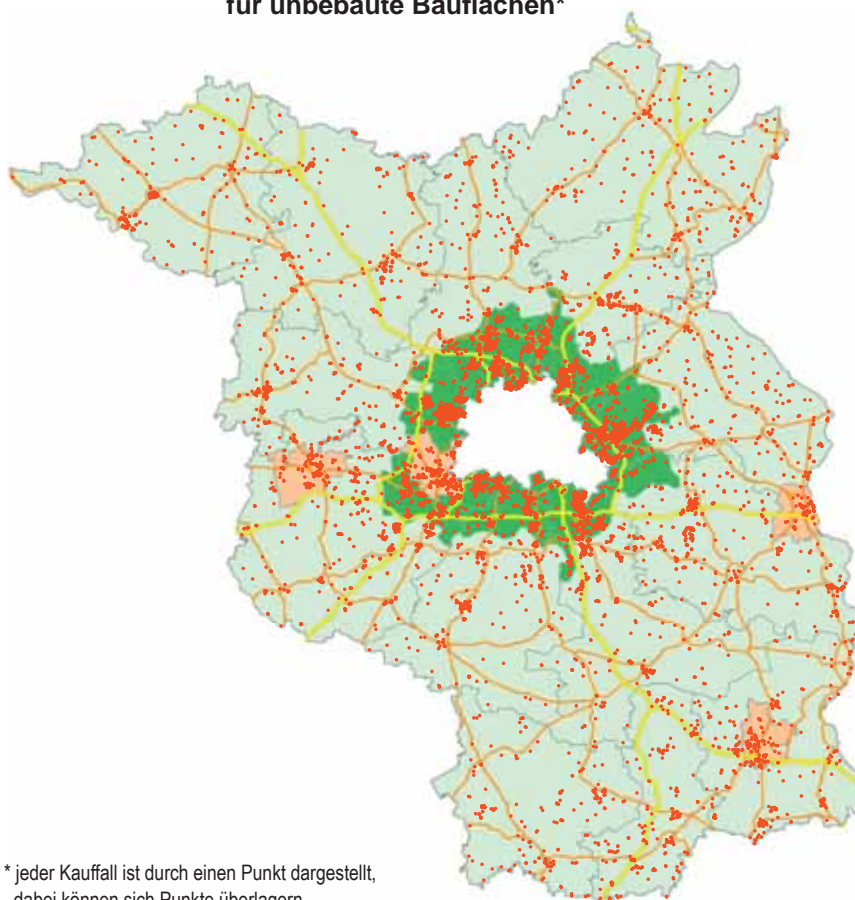 für unbebaute Bauflächen*
* jeder Kauffall ist durch einen Punkt dargestellt,
dabei können sich Punkte überlagern